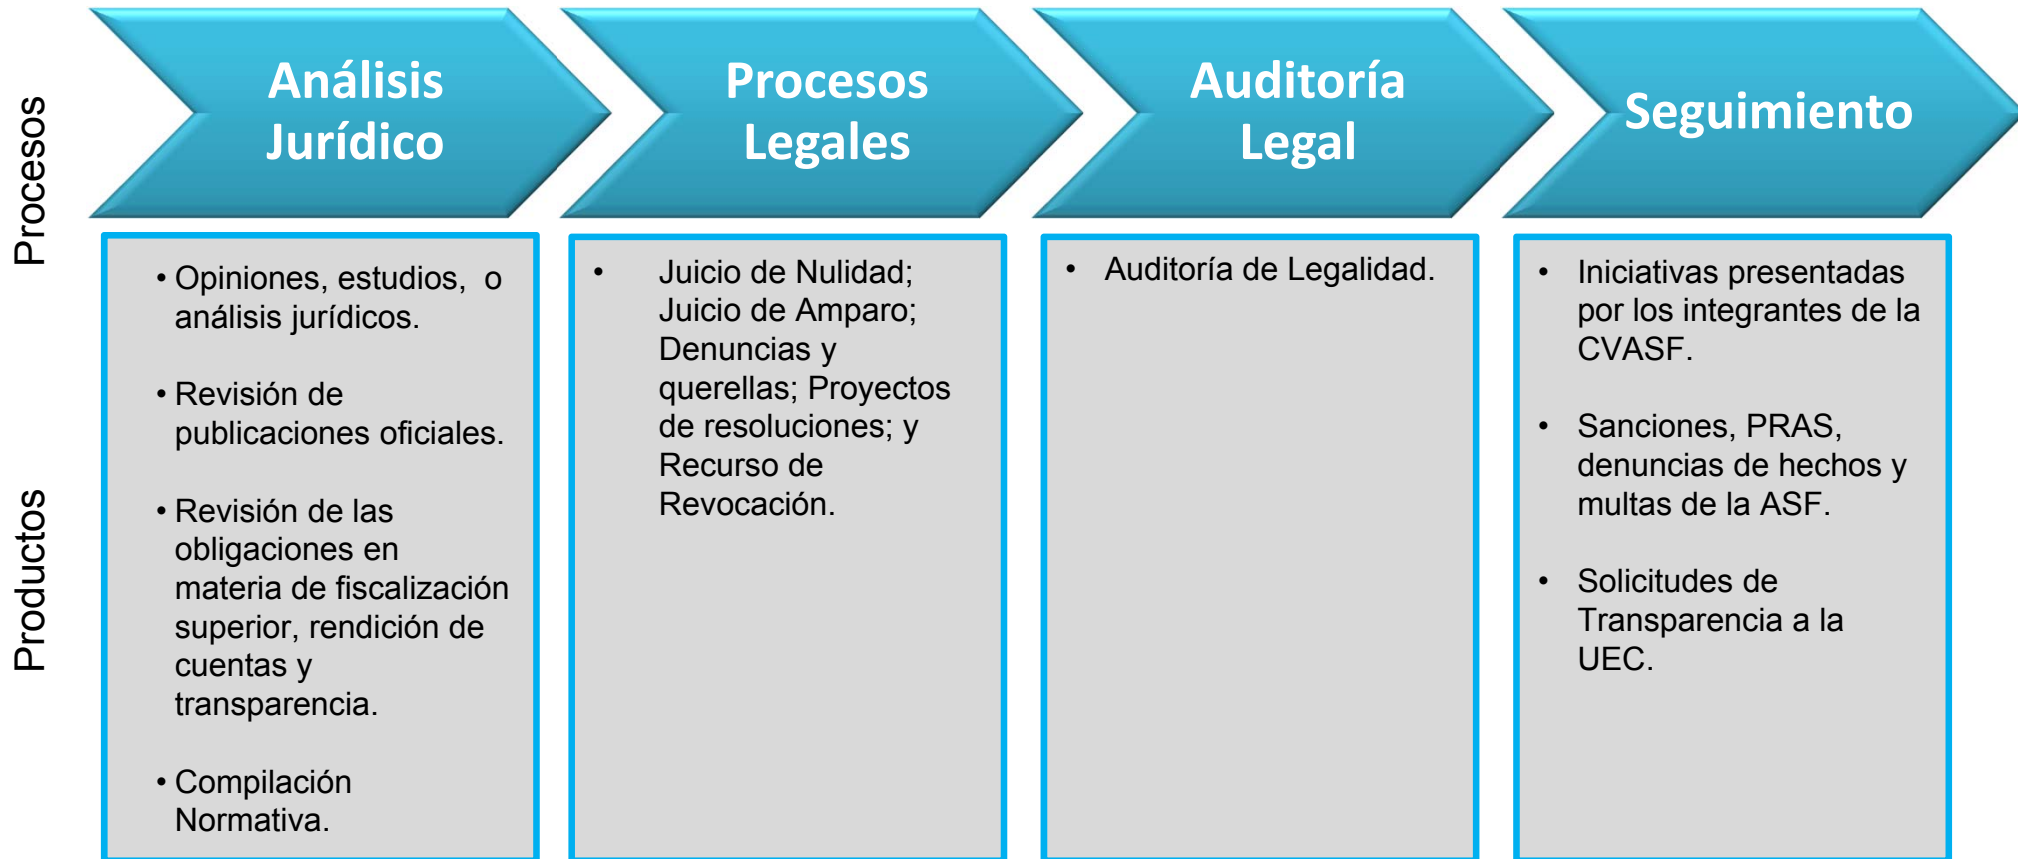 Procesos
Análisis
Jurídico
Procesos
Legales
Auditoría
Legal
Seguimiento
Productos
• Opiniones, estudios,  o
análisis jurídicos.
• Revisión de
publicaciones oficiales.
• Revisión de las
obligaciones en
materia de fiscalización
superior, rendición de
cuentas y
transparencia.
• Compilación
Normativa.
• Juicio de Nulidad;
Juicio de Amparo;
Denuncias y
querellas; Proyectos
de resoluciones; y
Recurso de
Revocación.
• Auditoría de Legalidad.
• Iniciativas presentadas
por los integrantes de la
CVASF.
• Sanciones, PRAS,
denuncias de hechos y
multas de la ASF.
• Solicitudes de
Transparencia a la
UEC.